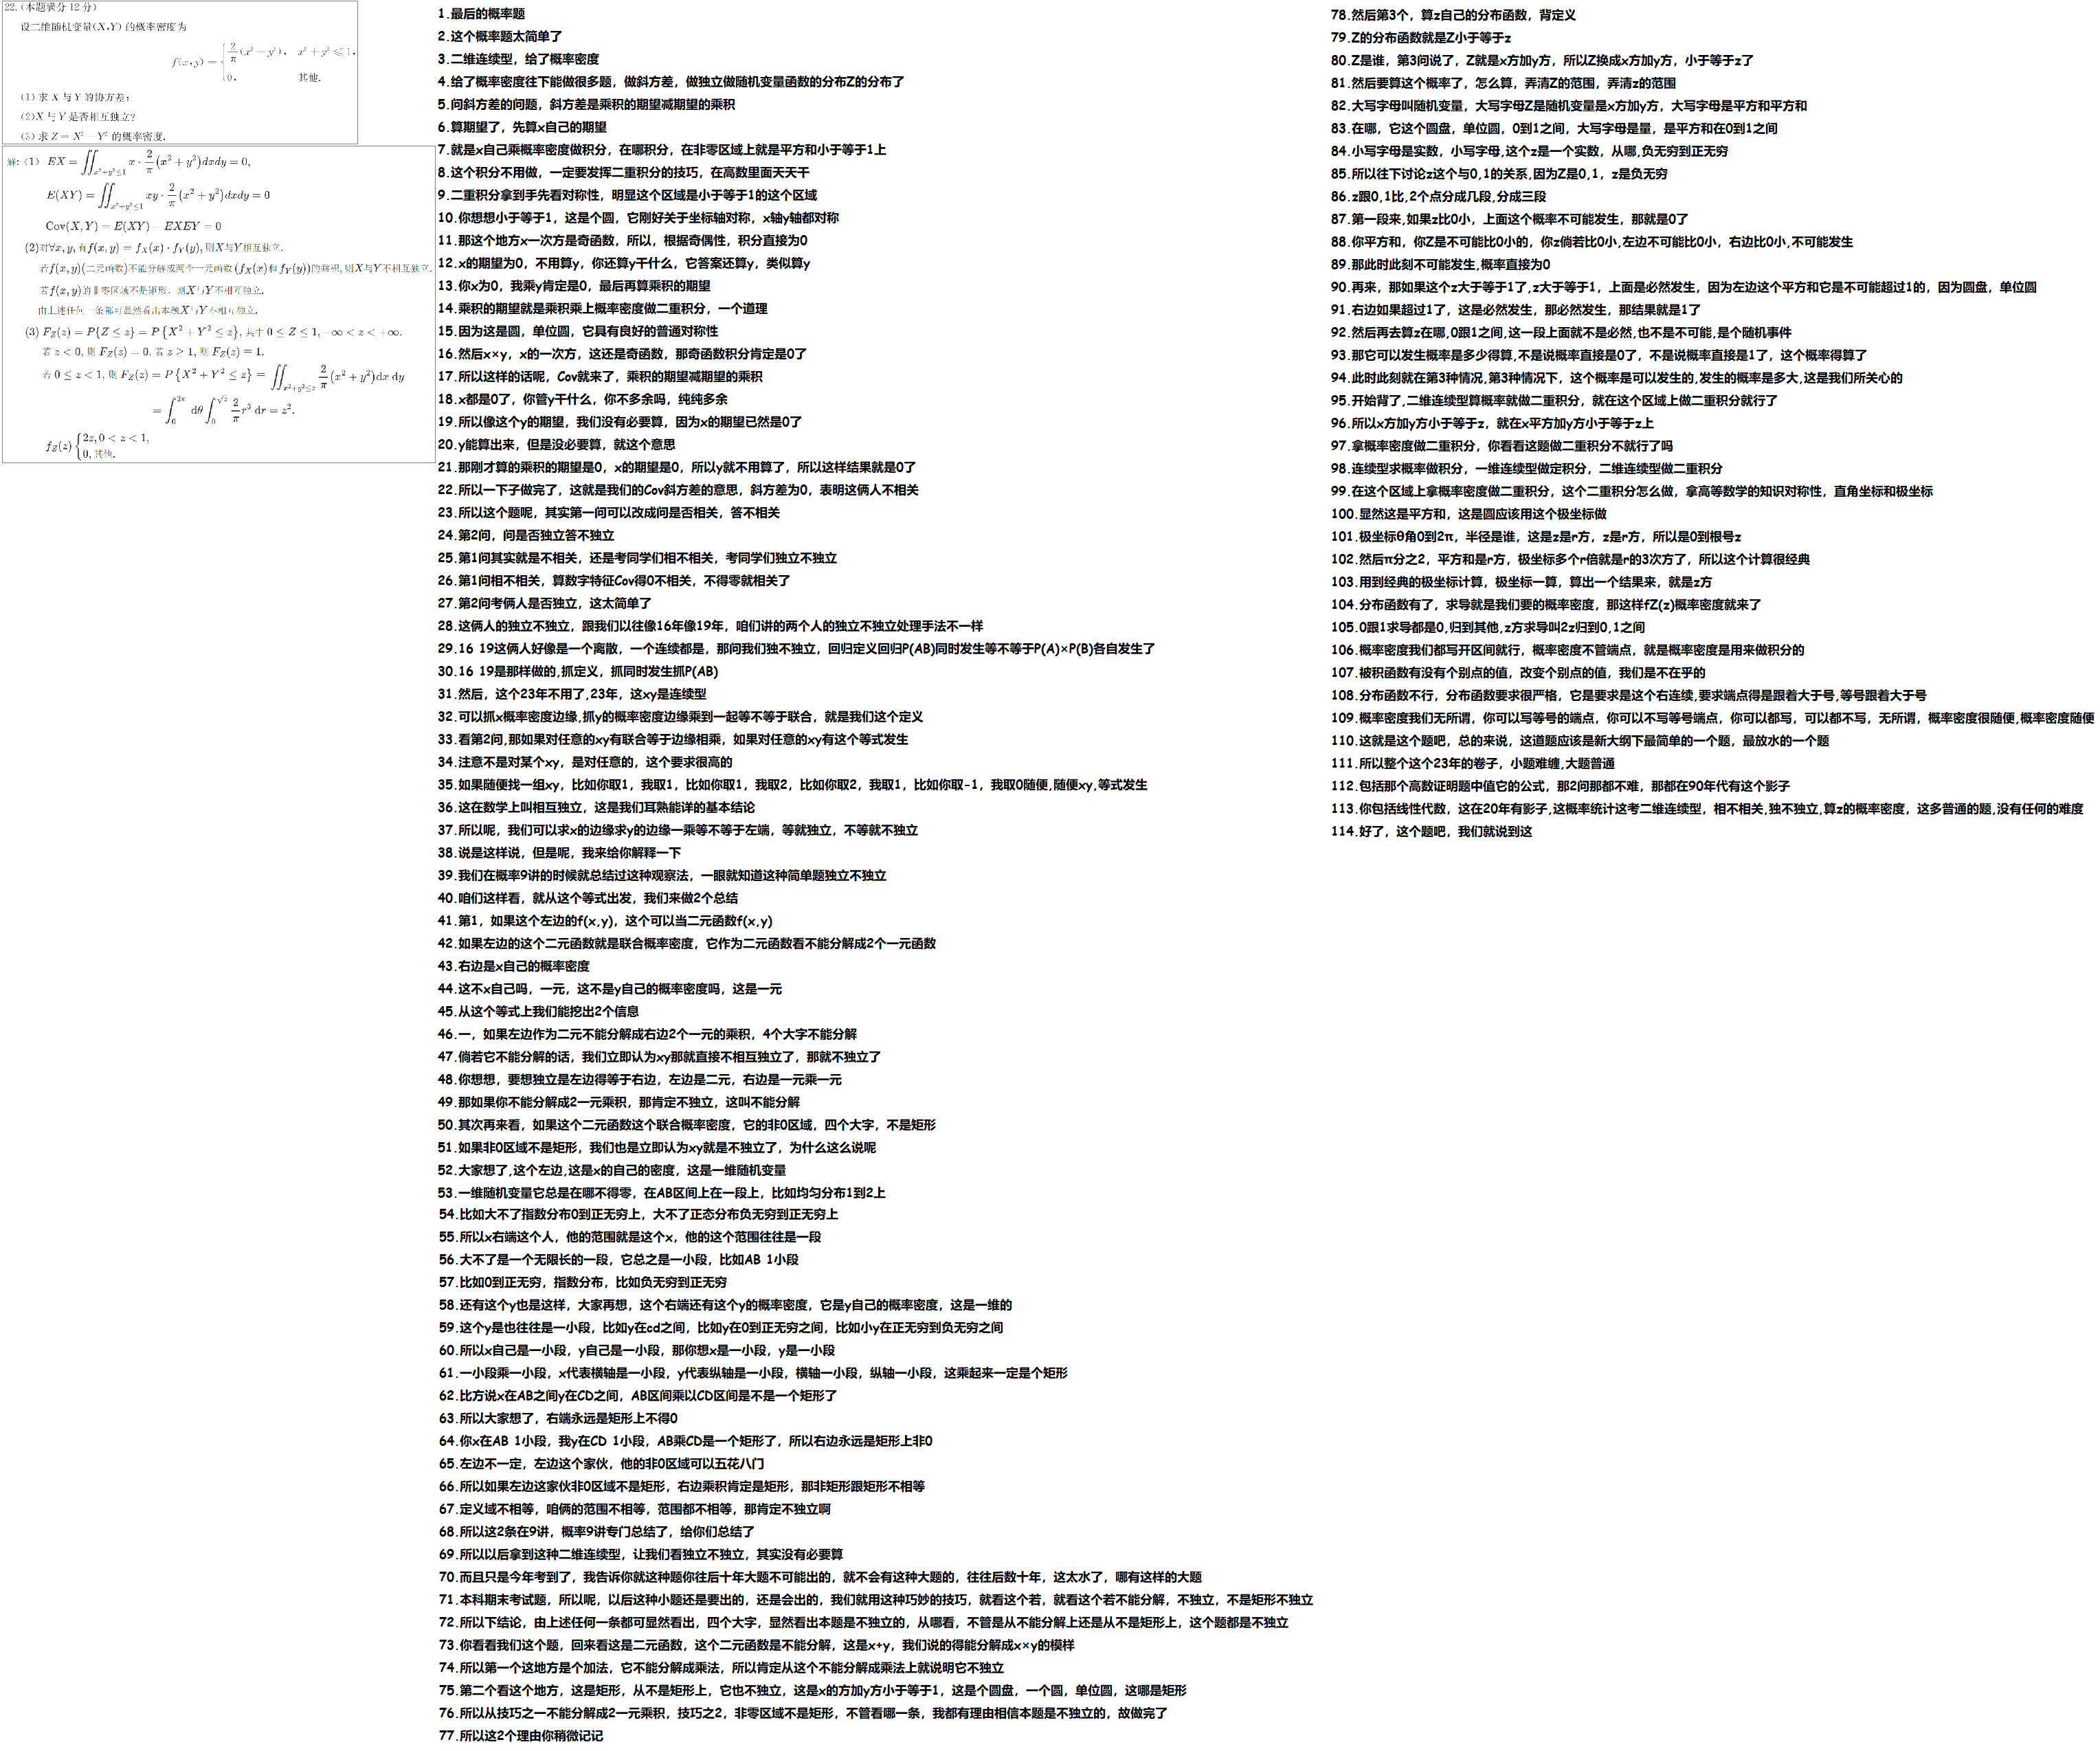 22.(本题满分 12 分)
设二维随机变量(X,Y)的概率密度为
f(x,y) = { 2/π (x² + y²), x² + y² ≤ 1,
0, 其他.
(1)求 X 与 Y 的协方差;
(2)X 与 Y 是否相互独立?
(3)求 Z = X² + Y² 的概率密度.
解:(1) EX = ∬_{x²+y²≤1} x · 2/π (x² + y²)dxdy = 0,
E(XY) = ∬_{x²+y²≤1} xy · 2/π (x² + y²)dxdy = 0
Cov(X, Y) = E(XY) − EXEY = 0
(2)对∀x, y, 有f(x, y) = f_X(x) · f_Y(y), 则X与Y相互独立.
若f(x, y)(二元函数)不能分解成两个一元函数(f_X(x)和 f_Y(y))的乘积, 则X与Y不相互独立.
若f(x, y)的非零区域不是矩形, 则X与Y不相互独立.
由上述任何一条都可显然看出本题X与Y不相互独立.
(3) F_Z(z) = P{Z ≤ z} = P{X² + Y² ≤ z}, 其中 0 ≤ Z ≤ 1, −∞ < z < +∞.
若 z < 0, 则 F_Z(z) = 0. 若 z ≥ 1, 则 F_Z(z) = 1.
若 0 ≤ z < 1, 则 F_Z(z) = P{X² + Y² ≤ z} = ∬_{x²+y²≤z} 2/π (x² + y²)dx dy
= ∫_0^{2π} dθ ∫_0^{√z} 2/π r³ dr = z².
f_Z(z) { 2z, 0 < z < 1,
0, 其他.
1.最后的概率题
2.这个概率题太简单了
3.二维连续型，给了概率密度
4.给了概率密度往下能做很多题，做斜方差，做独立做随机变量函数的分布Z的分布了
5.问斜方差的问题，斜方差是乘积的期望减期望的乘积
6.算期望了，先算x自己的期望
7.就是x自己乘概率密度做积分，在哪积分，在非零区域上就是平方和小于等于1上
8.这个积分不用做，一定要发挥二重积分的技巧，在高数里面天天干
9.二重积分拿到手先看对称性，明显这个区域是小于等于1的这个区域
10.你想想小于等于1，这是个圆，它刚好关于坐标轴对称，x轴y轴都对称
11.那这个地方x一次方是奇函数，所以，根据奇偶性，积分直接为0
12.x的期望为0，不用算y，你还算y干什么，它答案还算y，类似算y
13.你x为0，我乘y肯定是0，最后再算乘积的期望
14.乘积的期望就是乘积乘上概率密度做二重积分，一个道理
15.因为这是圆，单位圆，它具有良好的普通对称性
16.然后x×y，x的一次方，这还是奇函数，那奇函数积分肯定是0了
17.所以这样的话呢，Cov就来了，乘积的期望减期望的乘积
18.x都是0了，你管y干什么，你不多余吗，纯纯多余
19.所以像这个y的期望，我们没有必要算，因为x的期望已然是0了
20.y能算出来，但是没必要算，就这个意思
21.那刚才算的乘积的期望是0，x的期望是0，所以y就不用算了，所以这样结果就是0了
22.所以一下子做完了，这就是我们的Cov斜方差的意思，斜方差为0，表明这俩人不相关
23.所以这个题呢，其实第一问可以改成问是否相关，答不相关
24.第2问，问是否独立答不独立
25.第1问其实就是不相关，还是考同学们相不相关，考同学们独立不独立
26.第1问相不相关，算数字特征Cov得0不相关，不得零就相关了
27.第2问考俩人是否独立，这太简单了
28.这俩人的独立不独立，跟我们以往像16年像19年，咱们讲的两个人的独立不独立处理手法不一样
29.16 19这俩人好像是一个离散，一个连续都是，那问我们独不独立，回归定义回归P(AB)同时发生等不等于P(A)×P(B)各自发生了
30.16 19是那样做的,抓定义，抓同时发生抓P(AB)
31.然后，这个23年不用了,23年，这xy是连续型
32.可以抓x概率密度边缘,抓y的概率密度边缘乘到一起等不等于联合，就是我们这个定义
33.看第2问,那如果对任意的xy有联合等于边缘相乘，如果对任意的xy有这个等式发生
34.注意不是对某个xy，是对任意的，这个要求很高的
35.如果随便找一组xy，比如你取1，我取1，比如你取1，我取2，比如你取2，我取1，比如你取-1，我取0随便,随便xy,等式发生
36.这在数学上叫相互独立，这是我们耳熟能详的基本结论
37.所以呢，我们可以求x的边缘求y的边缘一乘等不等于左端，等就独立，不等就不独立
38.说是这样说，但是呢，我来给你解释一下
39.我们在概率9讲的时候就总结过这种观察法，一眼就知道这种简单题独立不独立
40.咱们这样看，就从这个等式出发，我们来做2个总结
41.第1，如果这个左边的f(x,y)，这个可以当二元函数f(x,y)
42.如果左边的这个二元函数就是联合概率密度，它作为二元函数看不能分解成2个一元函数
43.右边是x自己的概率密度
44.这不x自己吗，一元，这不是y自己的概率密度吗，这是一元
45.从这个等式上我们能挖出2个信息
46.一，如果左边作为二元不能分解成右边2个一元的乘积，4个大字不能分解
47.倘若它不能分解的话，我们立即认为xy那就直接不相互独立了，那就不独立了
48.你想想，要想独立是左边得等于右边，左边是二元，右边是一元乘一元
49.那如果你不能分解成2一元乘积，那肯定不独立，这叫不能分解
50.其次再来看，如果这个二元函数这个联合概率密度，它的非0区域，四个大字，不是矩形
51.如果非0区域不是矩形，我们也是立即认为xy就是不独立了，为什么这么说呢
52.大家想了,这个左边,这是x的自己的密度，这是一维随机变量
53.一维随机变量它总是在哪不得零，在AB区间上在一段上，比如均匀分布1到2上
54.比如大不了指数分布0到正无穷上，大不了正态分布负无穷到正无穷上
55.所以x右端这个人，他的范围就是这个x，他的这个范围往往是一段
56.大不了是一个无限长的一段，它总之是一小段，比如AB 1小段
57.比如0到正无穷，指数分布，比如负无穷到正无穷
58.还有这个y也是这样，大家再想，这个右端还有这个y的概率密度，它是y自己的概率密度，这是一维的
59.这个y是也往往是一小段，比如y在cd之间，比如y在0到正无穷之间，比如小y在正无穷到负无穷之间
60.所以x自己是一小段，y自己是一小段，那你想x是一小段，y是一小段
61.一小段乘一小段，x代表横轴是一小段，y代表纵轴是一小段，横轴一小段，纵轴一小段，这乘起来一定是个矩形
62.比方说x在AB之间y在CD之间，AB区间乘以CD区间是不是一个矩形了
63.所以大家想了，右端永远是矩形上不得0
64.你x在AB 1小段，我y在CD 1小段，AB乘CD是一个矩形了，所以右边永远是矩形上非0
65.左边不一定，左边这个家伙，他的非0区域可以五花八门
66.所以如果左边这家伙非0区域不是矩形，右边乘积肯定是矩形，那非矩形跟矩形不相等
67.定义域不相等，咱俩的范围不相等，范围都不相等，那肯定不独立啊
68.所以这2条在9讲，概率9讲专门总结了，给你们总结了
69.所以以后拿到这种二维连续型，让我们看独立不独立，其实没有必要算
70.而且只是今年考到了，我告诉你就这种题你往后十年大题不可能出的，就不会有这种大题的，往往后数十年，这太水了，哪有这样的大题
71.本科期末考试题，所以呢，以后这种小题还是要出的，还是会出的，我们就用这种巧妙的技巧，就看这个若，就看这个若不能分解，不独立，不是矩形不独立
72.所以下结论，由上述任何一条都可显然看出，四个大字，显然看出本题是不独立的，从哪看，不管是从不能分解上还是从不是矩形上，这个题都是不独立
73.你看看我们这个题，回来看这是二元函数，这个二元函数是不能分解，这是x+y，我们说的得能分解成x×y的模样
74.所以第一个这地方是个加法，它不能分解成乘法，所以肯定从这个不能分解成乘法上就说明它不独立
75.第二个看这个地方，这是矩形，从不是矩形上，它也不独立，这是x的方加y方小于等于1，这是个圆盘，一个圆，单位圆，这哪是矩形
76.所以从技巧之一不能分解成2一元乘积，技巧之2，非零区域不是矩形，不管看哪一条，我都有理由相信本题是不独立的，故做完了
77.所以这2个理由你稍微记记
78.然后第3个，算z自己的分布函数，背定义
79.Z的分布函数就是Z小于等于z
80.Z是谁，第3问说了，Z就是x方加y方，所以Z换成x方加y方，小于等于z了
81.然后要算这个概率了，怎么算，弄清Z的范围，弄清z的范围
82.大写字母叫随机变量，大写字母Z是随机变量是x方加y方，大写字母是平方和平方和
83.在哪，它这个圆盘，单位圆，0到1之间，大写字母是量，是平方和在0到1之间
84.小写字母是实数，小写字母,这个z是一个实数，从哪,负无穷到正无穷
85.所以往下讨论z这个与0,1的关系,因为Z是0,1，z是负无穷
86.z跟0,1比,2个点分成几段,分成三段
87.第一段来,如果z比0小，上面这个概率不可能发生，那就是0了
88.你平方和，你Z是不可能比0小的，你z倘若比0小,左边不可能比0小，右边比0小,不可能发生
89.那此时此刻不可能发生,概率直接为0
90.再来，那如果这个z大于等于1了,z大于等于1，上面是必然发生，因为左边这个平方和它是不可能超过1的，因为圆盘，单位圆
91.右边如果超过1了，这是必然发生，那必然发生，那结果就是1了
92.然后再去算z在哪,0跟1之间,这一段上面就不是必然,也不是不可能,是个随机事件
93.那它可以发生概率是多少得算,不是说概率直接是0了，不是说概率直接是1了，这个概率得算了
94.此时此刻就在第3种情况,第3种情况下，这个概率是可以发生的,发生的概率是多大,这是我们所关心的
95.开始背了,二维连续型算概率就做二重积分，就在这个区域上做二重积分就行了
96.所以x方加y方小于等于z，就在x平方加y方小于等于z上
97.拿概率密度做二重积分，你看看这题做二重积分不就行了吗
98.连续型求概率做积分，一维连续型做定积分，二维连续型做二重积分
99.在这个区域上拿概率密度做二重积分，这个二重积分怎么做，拿高等数学的知识对称性，直角坐标和极坐标
100.显然这是平方和，这是圆应该用这个极坐标做
101.极坐标θ角0到2π，半径是谁，这是z是r方，z是r方，所以是0到根号z
102.然后π分之2，平方和是r方，极坐标多个r倍就是r的3次方了，所以这个计算很经典
103.用到经典的极坐标计算，极坐标一算，算出一个结果来，就是z方
104.分布函数有了，求导就是我们要的概率密度，那这样fZ(z)概率密度就来了
105.0跟1求导都是0,归到其他,z方求导叫2z归到0,1之间
106.概率密度我们都写开区间就行，概率密度不管端点，就是概率密度是用来做积分的
107.被积函数有没有个别点的值，改变个别点的值，我们是不在乎的
108.分布函数不行，分布函数要求很严格，它是要求是这个右连续,要求端点得是跟着大于号,等号跟着大于号
109.概率密度我们无所谓，你可以写等号的端点，你可以不写等号端点，你可以都写，可以都不写，无所谓，概率密度很随便,概率密度随便
110.这就是这个题吧，总的来说，这道题应该是新大纲下最简单的一个题，最放水的一个题
111.所以整个这个23年的卷子，小题难缠,大题普通
112.包括那个高数证明题中值它的公式，那2问那都不难，那都在90年代有这个影子
113.你包括线性代数，这在20年有影子,这概率统计这考二维连续型，相不相关,独不独立,算z的概率密度，这多普通的题,没有任何的难度
114.好了，这个题吧，我们就说到这